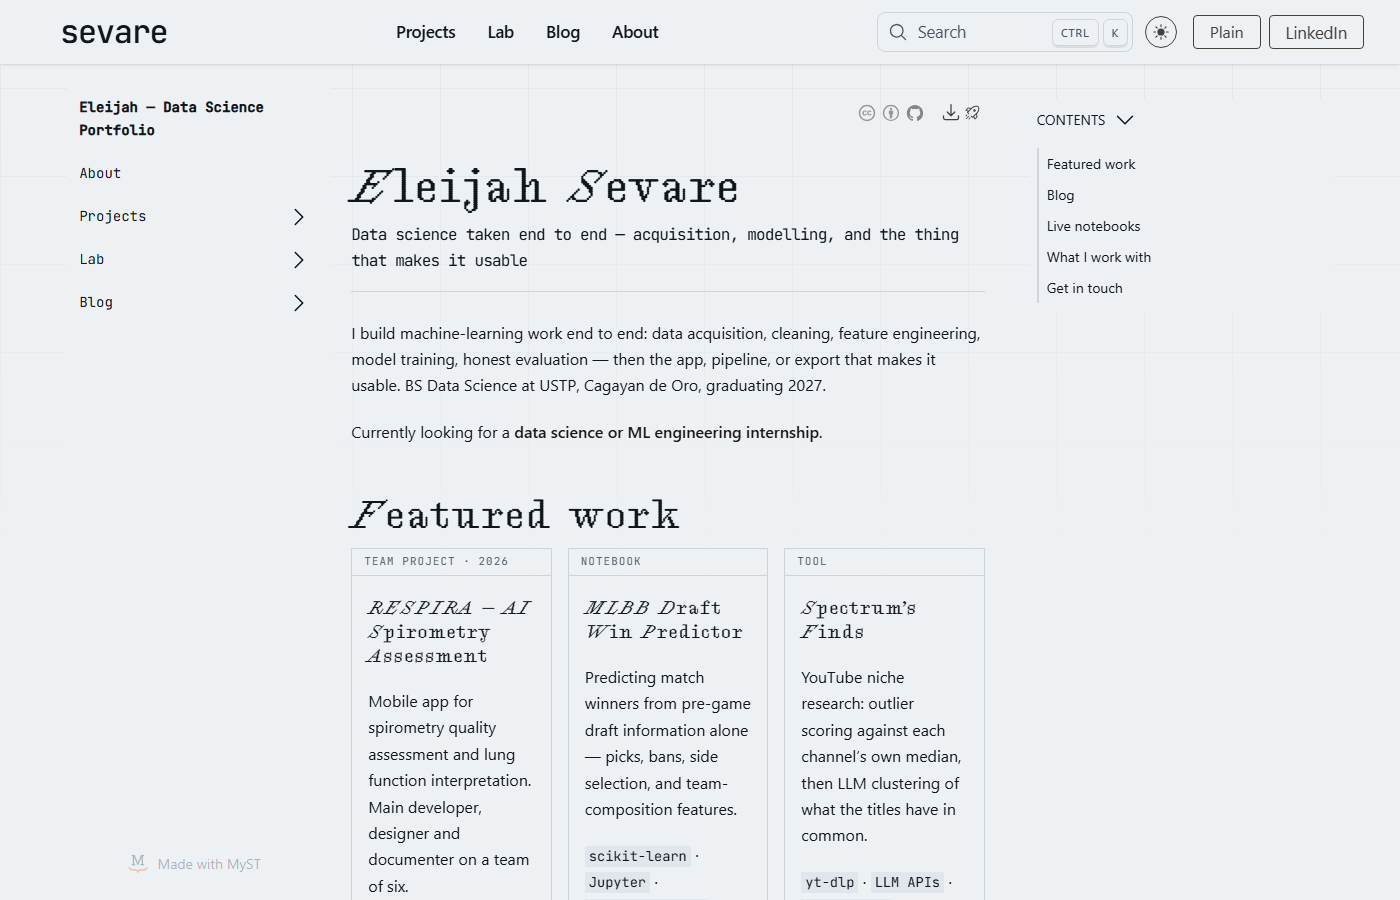 sevare
Projects
Lab
Blog
About
Search
CTRL
K
Plain
LinkedIn
Eleijah — Data Science
Portfolio
About
Projects
Lab
Blog
Made with MyST
Eleijah Sevare
Data science taken end to end — acquisition, modelling, and the thing
that makes it usable
I build machine-learning work end to end: data acquisition, cleaning, feature engineering,
model training, honest evaluation — then the app, pipeline, or export that makes it
usable. BS Data Science at USTP, Cagayan de Oro, graduating 2027.
Currently looking for a data science or ML engineering internship.
Featured work
TEAM PROJECT · 2026
RESPIRA — AI
Spirometry
Assessment
Mobile app for
spirometry quality
assessment and lung
function interpretation.
Main developer,
designer and
documenter on a team
of six.
NOTEBOOK
MLBB Draft
Win Predictor
Predicting match
winners from pre-game
draft information alone
— picks, bans, side
selection, and team-
composition features.
scikit-learn ·
Jupyter ·
TOOL
Spectrum's
Finds
YouTube niche
research: outlier
scoring against each
channel's own median,
then LLM clustering of
what the titles have in
common.
yt-dlp · LLM APIs ·
CONTENTS
Featured work
Blog
Live notebooks
What I work with
Get in touch